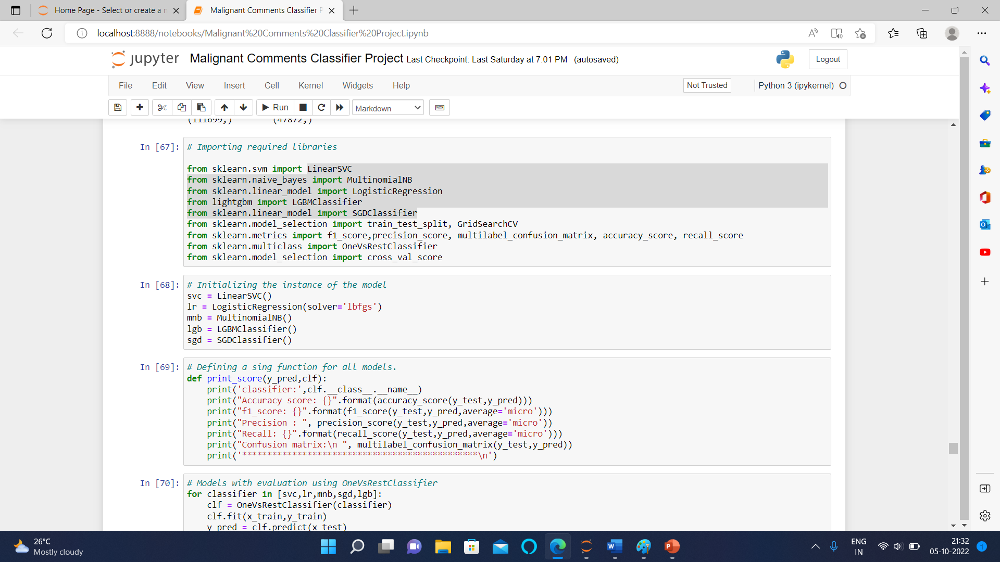 Home Page - Select or create a n
Malignant Comments Classifier P
localhost:8888/notebooks/Malignant%20Comments%20Classifier%20Project.ipynb
jupyter Malignant Comments Classifier Project Last Checkpoint: Last Saturday at 7:01 PM (autosaved)
Logout
File Edit View Insert Cell Kernel Widgets Help
Not Trusted
Python 3 (ipykernel)
Run
Markdown
(111699,) (47872,)
In [67]: # Importing required libraries
from sklearn.svm import LinearSVC
from sklearn.naive_bayes import MultinomialNB
from sklearn.linear_model import LogisticRegression
from lightgbm import LGBMClassifier
from sklearn.linear_model import SGDClassifier
from sklearn.model_selection import train_test_split, GridSearchCV
from sklearn.metrics import f1_score,precision_score, multilabel_confusion_matrix, accuracy_score, recall_score
from sklearn.multiclass import OneVsRestClassifier
from sklearn.model_selection import cross_val_score
In [68]: # Initializing the instance of the model
svc = LinearSVC()
lr = LogisticRegression(solver='lbfgs')
mnb = MultinomialNB()
lgb = LGBMClassifier()
sgd = SGDClassifier()
In [69]: # Defining a sing function for all models.
def print_score(y_pred,clf):
    print('classifier:',clf.__class__.__name__)
    print("Accuracy score: {}".format(accuracy_score(y_test,y_pred)))
    print("f1_score: {}".format(f1_score(y_test,y_pred,average='micro')))
    print("Precision : ", precision_score(y_test,y_pred,average='micro'))
    print("Recall: {}".format(recall_score(y_test,y_pred,average='micro')))
    print("Confusion matrix:\n ", multilabel_confusion_matrix(y_test,y_pred))
    print('***********************************************\n')
In [70]: # Models with evaluation using OneVsRestClassifier
for classifier in [svc,lr,mnb,sgd,lgb]:
    clf = OneVsRestClassifier(classifier)
    clf.fit(x_train,y_train)
    y_pred = clf.predict(x_test)
26°C
Mostly cloudy
ENG
IN
21:32
05-10-2022
1